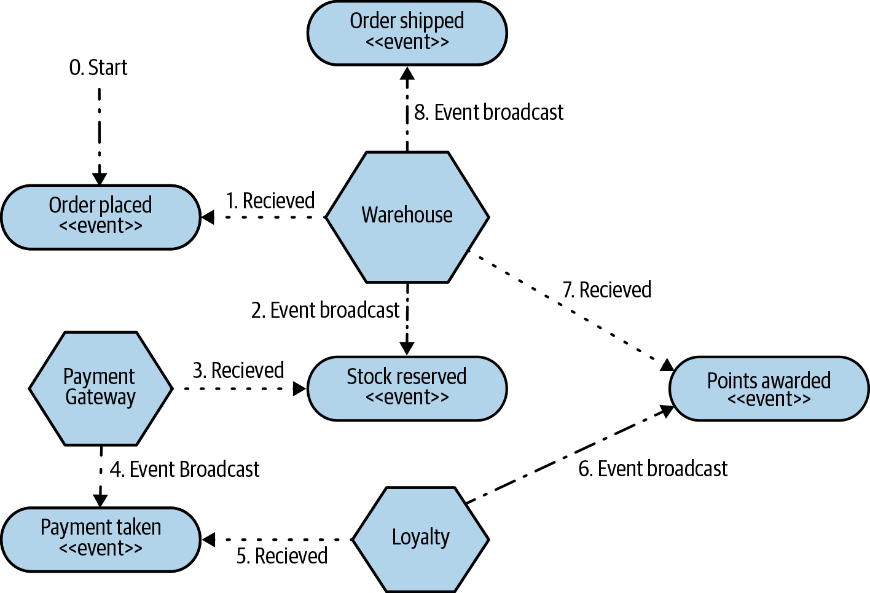 Order shipped
<<event>>
0. Start
8. Event broadcast
Order placed
<<event>>
1. Recieved
Warehouse
2. Event broadcast
7. Recieved
Payment
Gateway
3. Recieved
Stock reserved
<<event>>
Points awarded
<<event>>
4. Event Broadcast
6. Event broadcast
Payment taken
<<event>>
5. Recieved
Loyalty